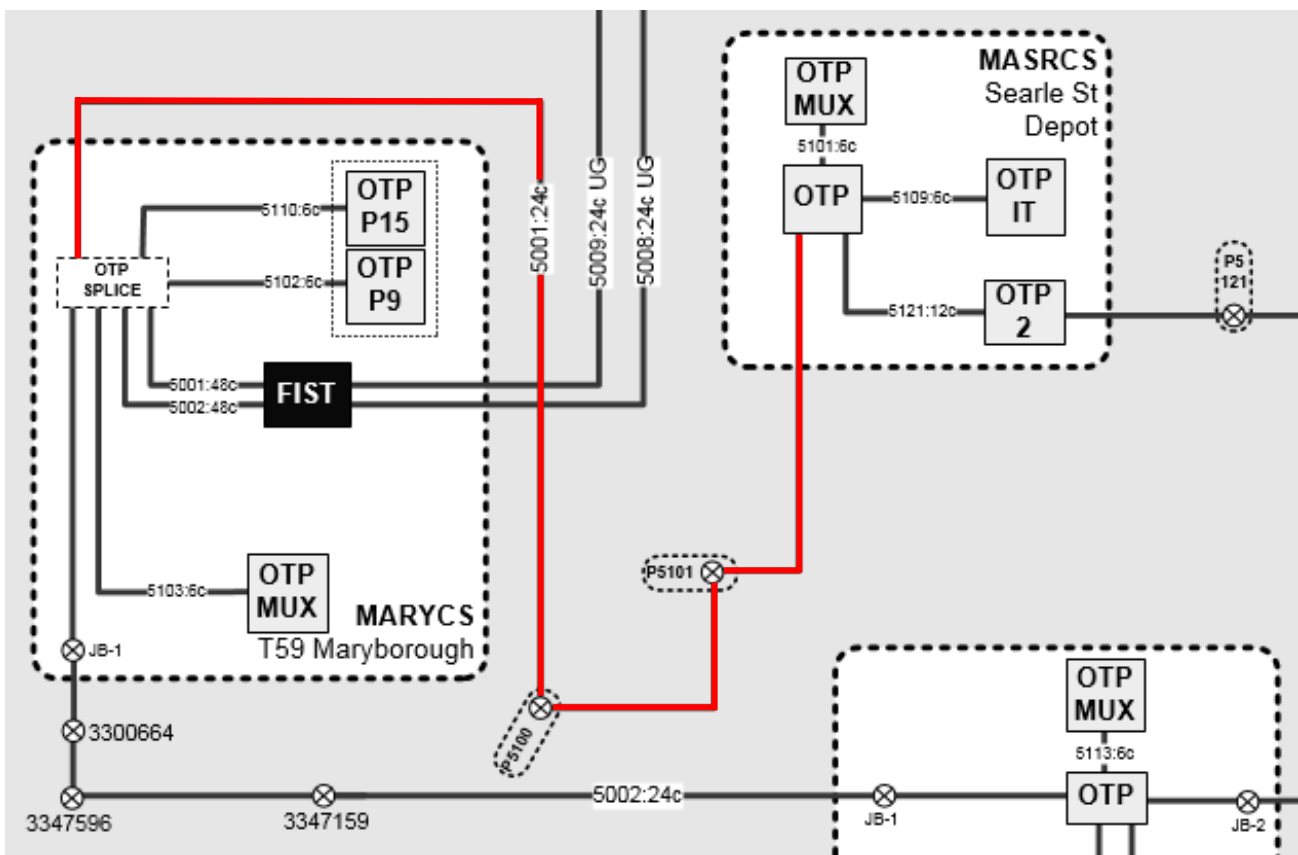 MASRCS
Searle St
Depot
OTP
MUX
5101:6c
OTP
5109:6c
OTP
IT
5121:12c
OTP
2
P5
121
5001:24c
5009:24c UG
5008:24c UG
OTP
P15
5110:6c
OTP
SPLICE
5102:6c
OTP
P9
5001:48c
5002:48c
FIST
5103:6c
OTP
MUX
MARYCS
T59 Maryborough
JB-1
3300664
3347596
3347159
P5101
P5100
5002:24c
OTP
MUX
5113:6c
OTP
JB-1
JB-2